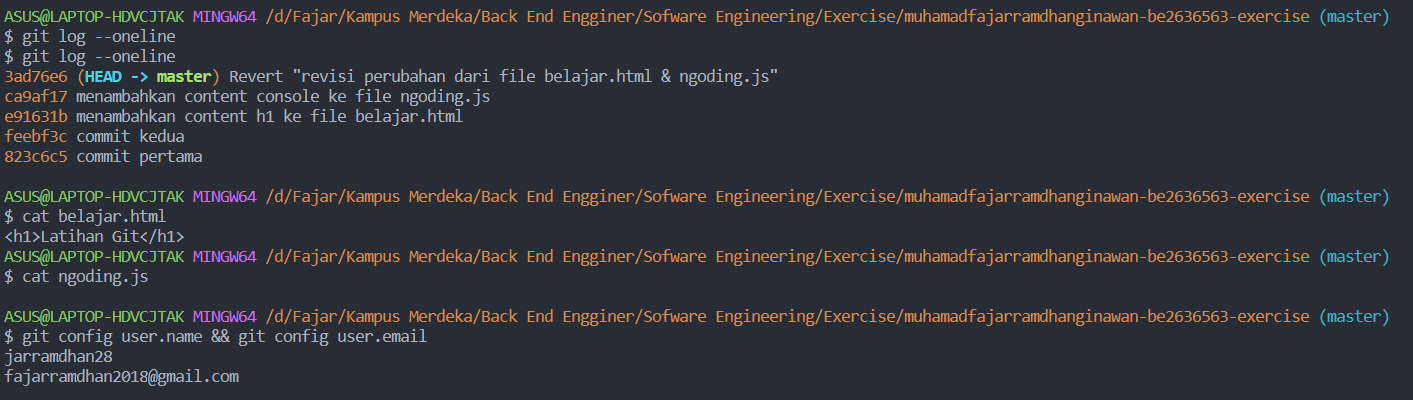 ASUS@LAPTOP-HDVCJTAK MINGW64 /d/Fajar/Kampus Merdeka/Back End Engginer/Sofware Engineering/Exercise/muhamadfajarramdhanginawan-be2636563-exercise (master)
$ git log --oneline
$ git log --oneline
3ad76e6 (HEAD -> master) Revert "revisi perubahan dari file belajar.html & ngoding.js"
ca9af17 menambahkan content console ke file ngoding.js
e91631b menambahkan content h1 ke file belajar.html
feebf3c commit kedua
823c6c5 commit pertama
ASUS@LAPTOP-HDVCJTAK MINGW64 /d/Fajar/Kampus Merdeka/Back End Engginer/Sofware Engineering/Exercise/muhamadfajarramdhanginawan-be2636563-exercise (master)
$ cat belajar.html
<h1>Latihan Git</h1>
ASUS@LAPTOP-HDVCJTAK MINGW64 /d/Fajar/Kampus Merdeka/Back End Engginer/Sofware Engineering/Exercise/muhamadfajarramdhanginawan-be2636563-exercise (master)
$ cat ngoding.js
ASUS@LAPTOP-HDVCJTAK MINGW64 /d/Fajar/Kampus Merdeka/Back End Engginer/Sofware Engineering/Exercise/muhamadfajarramdhanginawan-be2636563-exercise (master)
$ git config user.name && git config user.email
jarramdhan28
fajarramdhan2018@gmail.com